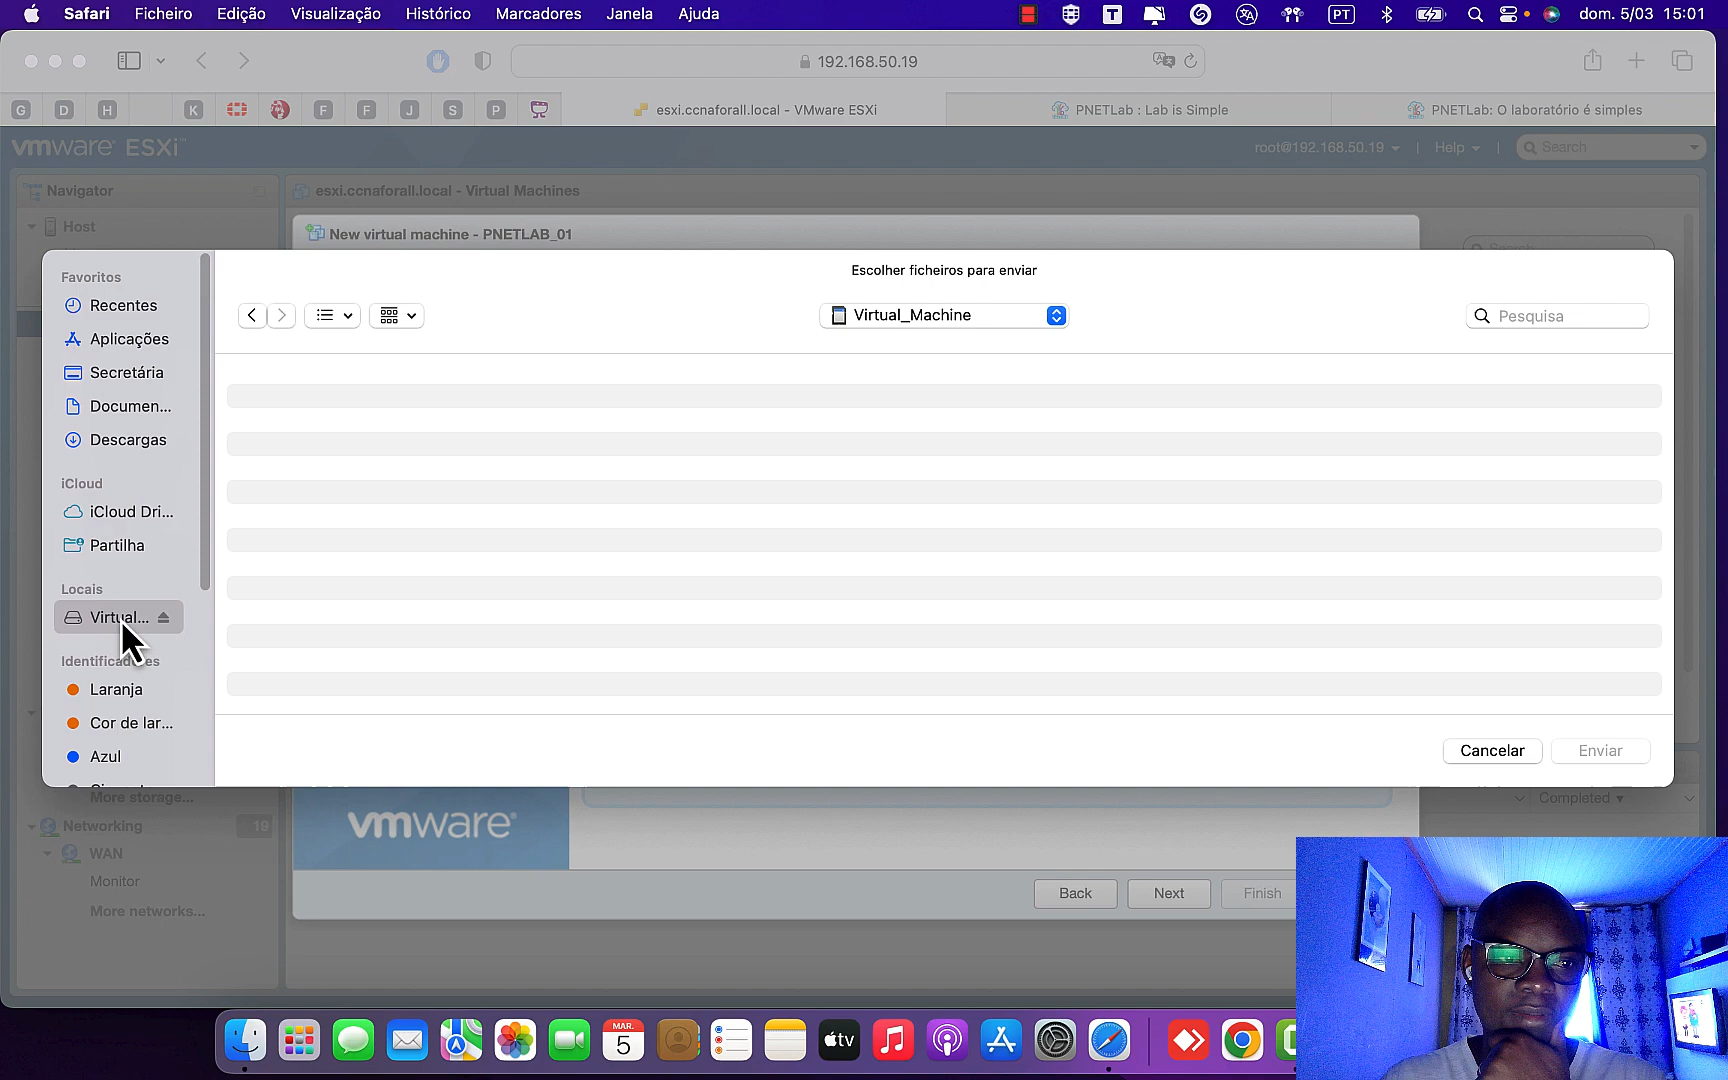 Safari Ficheiro Edição Visualização Histórico Marcadores Janela Ajuda
T PT dom. 5/03 15:01
192.168.50.19
G D H K F F J S P
esxi.ccnaforall.local - VMware ESXi
PNETLab : Lab is Simple
PNETLab: O laboratório é simples
vmware ESXi™
root@192.168.50.19 | Help | Search
Navigator
esxi.ccnaforall.local - Virtual Machines
Host
New virtual machine - PNETLAB_01
Search
Favoritos
Recentes
Aplicações
Secretária
Documen...
Descargas
iCloud
iCloud Dri...
Partilha
Locais
Virtual...
Laranja
Cor de lar...
Azul
Escolher ficheiros para enviar
Virtual_Machine
Pesquisa
Cancelar Enviar
More storage...
Completed
Networking 19
WAN
Monitor
More networks...
vmware®
Back Next Finish
MAR.
5
tv